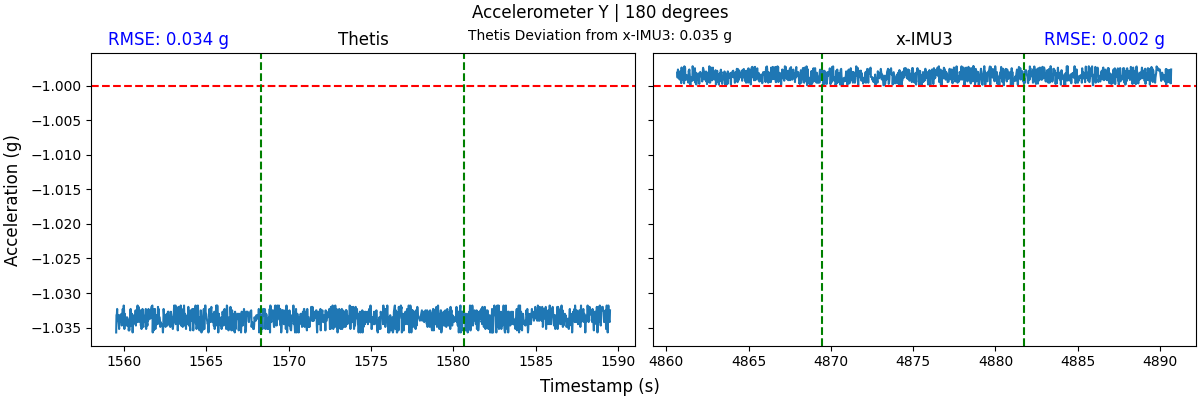 Accelerometer Y | 180 degrees
Thetis Deviation from x-IMU3: 0.035 g
RMSE: 0.034 g
Thetis
x-IMU3
RMSE: 0.002 g
Acceleration (g)
−1.000
−1.005
−1.010
−1.015
−1.020
−1.025
−1.030
−1.035
1560 1565 1570 1575 1580 1585 1590
4860 4865 4870 4875 4880 4885 4890
Timestamp (s)